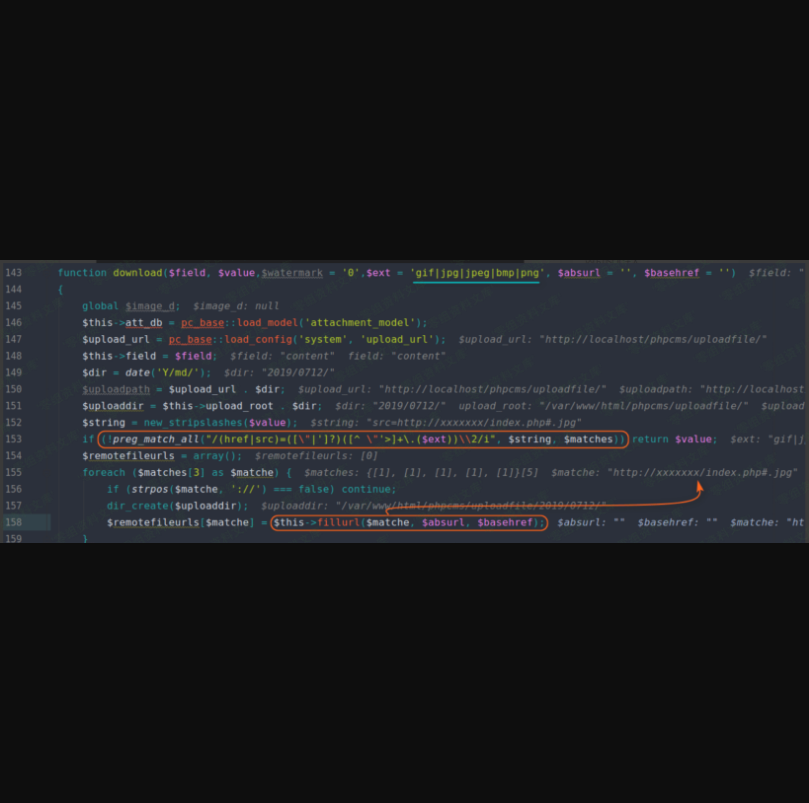 143 function download($field, $value,$watermark = '0',$ext = 'gif|jpg|jpeg|bmp|png', $absurl = '', $basehref = '') $field: "
144 {
145 global $image_d; $image_d: null
146 $this->att_db = pc_base::load_model('attachment_model');
147 $upload_url = pc_base::load_config('system', 'upload_url'); $upload_url: "http://localhost/phpcms/uploadfile/"
148 $this->field = $field; $field: "content" field: "content"
149 $dir = date('Y/md/'); $dir: "2019/0712/"
150 $uploadpath = $upload_url . $dir; $upload_url: "http://localhost/phpcms/uploadfile/" $uploadpath: "http://localhost
151 $uploaddir = $this->upload_root . $dir; $dir: "2019/0712/" upload_root: "/var/www/html/phpcms/uploadfile/" $upload
152 $string = new_stripslashes($value); $string: "src=http://xxxxxxx/index.php#.jpg"
153 if (!preg_match_all("/(href|src)=([\"|']?)([^ \"'>]+\.($ext))\\2/i", $string, $matches)) return $value; $ext: "gif|j
154 $remotefileurls = array(); $remotefileurls: [0]
155 foreach ($matches[3] as $matche) { $matches: {[1], [1], [1], [1], [1]}[5] $matche: "http://xxxxxxx/index.php#.jpg"
156 if (strpos($matche, '://') === false) continue;
157 dir_create($uploaddir); $uploaddir: "/var/www/html/phpcms/uploadfile/2019/0712/"
158 $remotefileurls[$matche] = $this->fillurl($matche, $absurl, $basehref); $absurl: "" $basehref: "" $matche: "ht
159 }